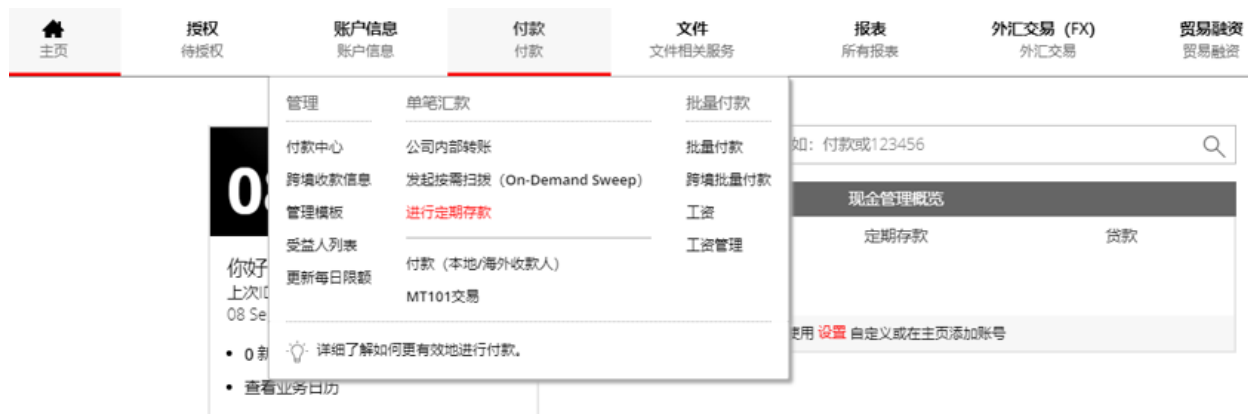 授权 账户信息 付款 文件 报表 外汇交易 (FX) 贸易融资
主页 待授权 账户信息 付款 文件相关服务 所有报表 外汇交易 贸易融资
管理 单笔汇款 批量付款
付款中心 公司内部转账 批量付款
跨境收款信息 发起按需扫拨（On-Demand Sweep） 跨境批量付款
管理模板 进行定期存款 工资
受益人列表 工资管理
付款（本地/海外收款人）
更新每日限额
MT101交易
详细了解如何更有效地进行付款。
如：付款或123456
现金管理概览
定期存款 贷款
使用 设置 自定义或在主页添加账号
你好
上次
08 Se
0 新
查看业务日历